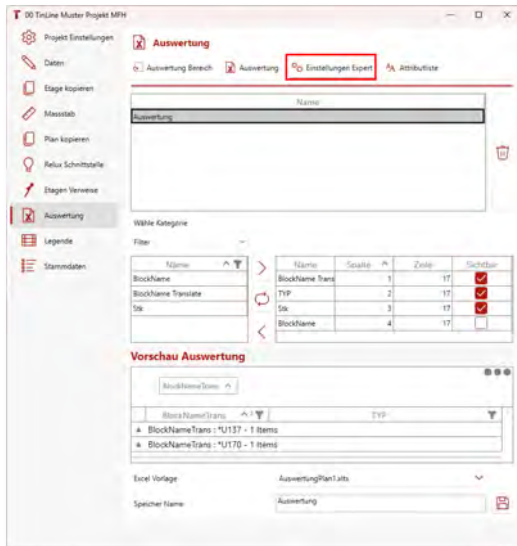 00 TinLine Muster Projekt MFH
Projekt Einstellungen
Daten
Etage kopieren
Massstab
Plan kopieren
Relux Schnittstelle
Etagen Verweise
Auswertung
Legende
Stammdaten
Auswertung
Auswertung Bereich Auswertung Einstellungen Expert Attributliste
Name
Auswertung
Wähle Kategorie
Filter
Name
BlockName
BlockName Translate
Stk
Name Spalte Zeile Sichtbar
BlockName Trans 1 17
TYP 2 17
Stk 3 17
BlockName 4 17
Vorschau Auswertung
BlockNameTrans
BlockNameTrans TYP
BlockNameTrans : *U137 - 1 Items
BlockNameTrans : *U170 - 1 Items
Excel Vorlage AuswertungPlan1.xlts
Speicher Name Auswertung